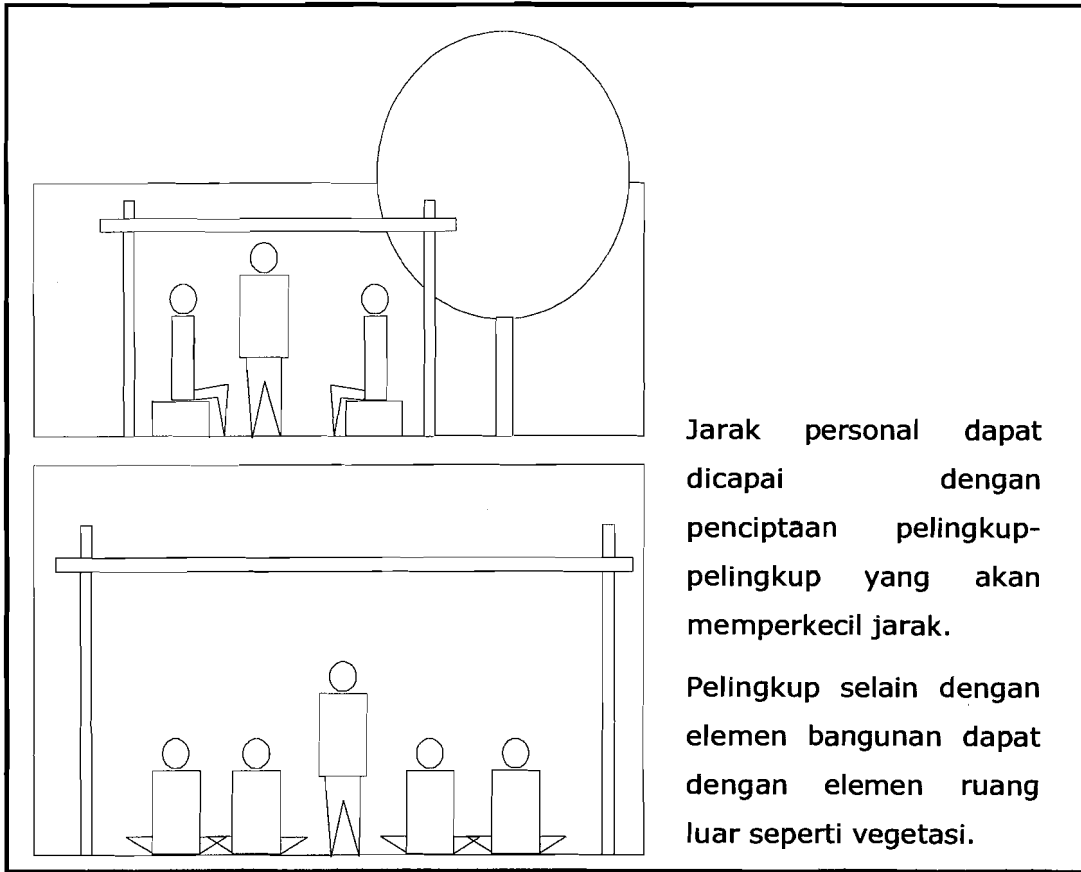 Jarak personal dapat
dicapai dengan
penciptaan pelingkup-
pelingkup yang akan
memperkecil jarak.
Pelingkup selain dengan
elemen bangunan dapat
dengan elemen ruang
luar seperti vegetasi.